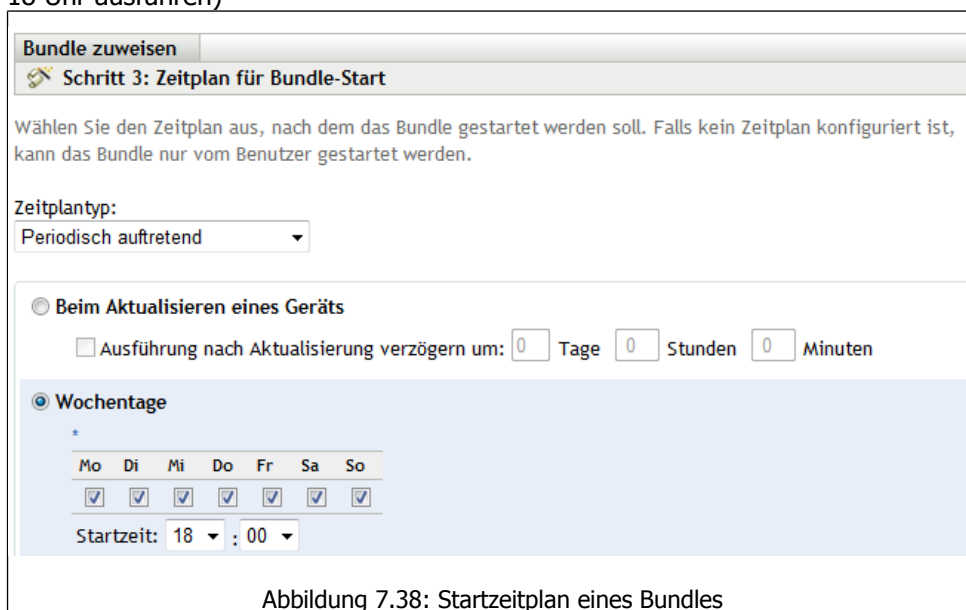 18 Uhr ausführen)
Bundle zuweisen
Schritt 3: Zeitplan für Bundle-Start
Wählen Sie den Zeitplan aus, nach dem das Bundle gestartet werden soll. Falls kein Zeitplan konfiguriert ist,
kann das Bundle nur vom Benutzer gestartet werden.
Zeitplantyp:
Periodisch auftretend
Beim Aktualisieren eines Geräts
Ausführung nach Aktualisierung verzögern um: 0 Tage 0 Stunden 0 Minuten
Wochentage
*
Mo Di Mi Do Fr Sa So
Startzeit: 18 : 00
Abbildung 7.38: Startzeitplan eines Bundles